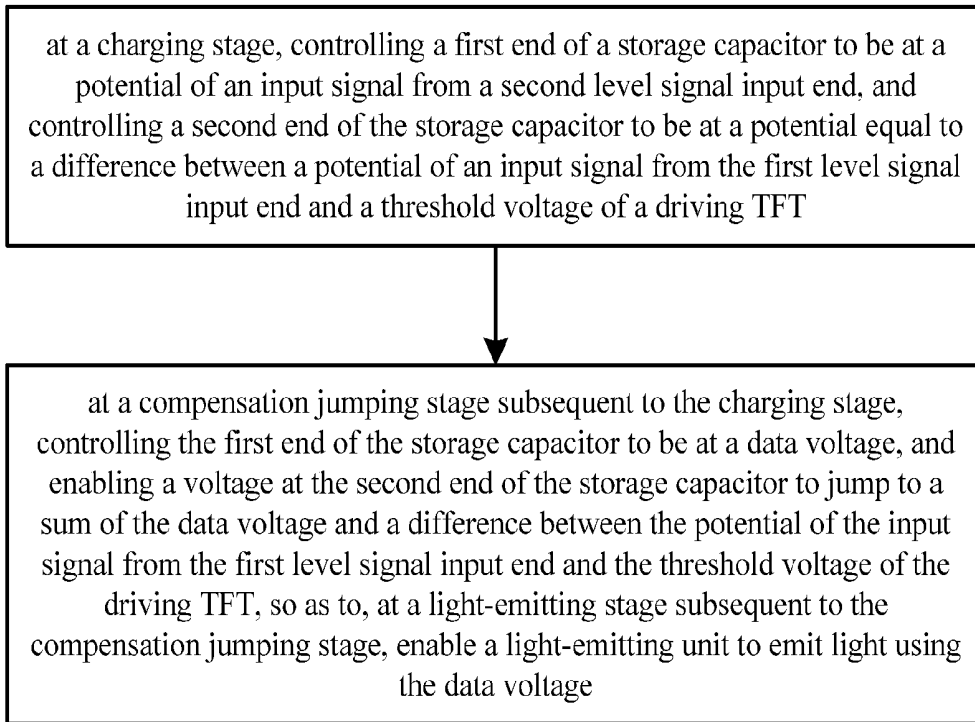 at a charging stage, controlling a first end of a storage capacitor to be at a
potential of an input signal from a second level signal input end, and
controlling a second end of the storage capacitor to be at a potential equal to
a difference between a potential of an input signal from the first level signal
input end and a threshold voltage of a driving TFT
at a compensation jumping stage subsequent to the charging stage,
controlling the first end of the storage capacitor to be at a data voltage, and
enabling a voltage at the second end of the storage capacitor to jump to a
sum of the data voltage and a difference between the potential of the input
signal from the first level signal input end and the threshold voltage of the
driving TFT, so as to, at a light-emitting stage subsequent to the
compensation jumping stage, enable a light-emitting unit to emit light using
the data voltage